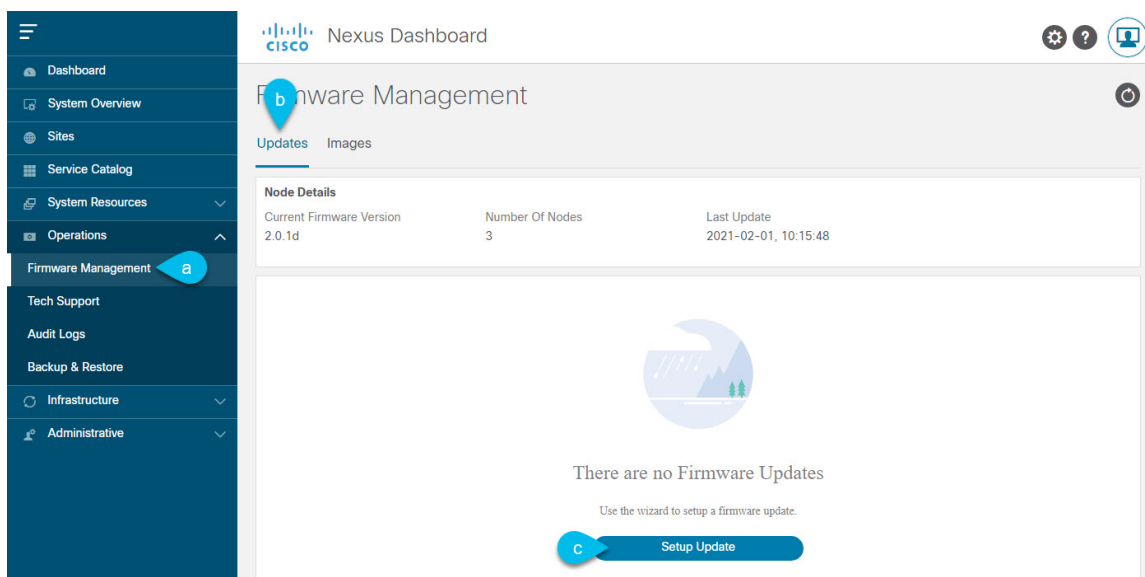 CISCO Nexus Dashboard
Dashboard
System Overview
Sites
Service Catalog
System Resources
Operations
Firmware Management a
Tech Support
Audit Logs
Backup & Restore
Infrastructure
Administrative
b
Firmware Management
Updates Images
Node Details
Current Firmware Version Number Of Nodes Last Update
2.0.1d 3 2021-02-01, 10:15:48
There are no Firmware Updates
Use the wizard to setup a firmware update.
c Setup Update